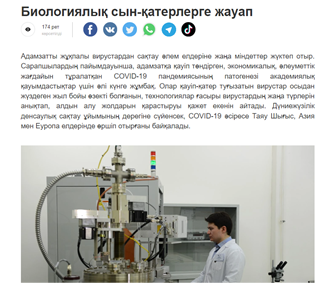 Биологиялық сын-қатерлерге жауап
174 рет
Адамзатты жұқпалы вирустардан сақтау әлем елдеріне жаңа міндеттер жүктеп отыр.
Сарапшылардың пайымдауынша, адамзатқа қауіп төндірген, экономикалық, әлеуметтік
жағдайын тұралатқан COVID-19 пандемиясының патогенезі академиялық
қауымдастықтар үшін әлі күнге жұмбақ. Олар қауіп-қатер туғызатын вирустар осыдан
жүздеген жыл бойы өзекті болғанын, технологиялар ғасыры вирустардың жаңа түрлерін
анықтап, алдын алу жолдарын қарастыруы қажет екенін айтады. Дүниежүзілік
денсаулық сақтау ұйымының дерегіне сүйенсек, COVID-19 әсіресе Таяу Шығыс, Азия
мен Еуропа елдерінде өршіп отырғаны байқалады.